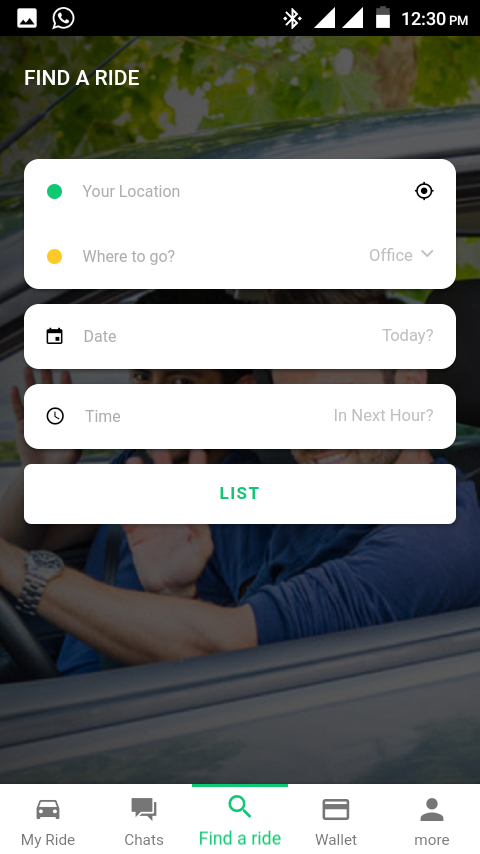 12:30 PM
FIND A RIDE
Your Location
Where to go? Office
Date Today?
Time In Next Hour?
LIST
My Ride Chats Find a ride Wallet more